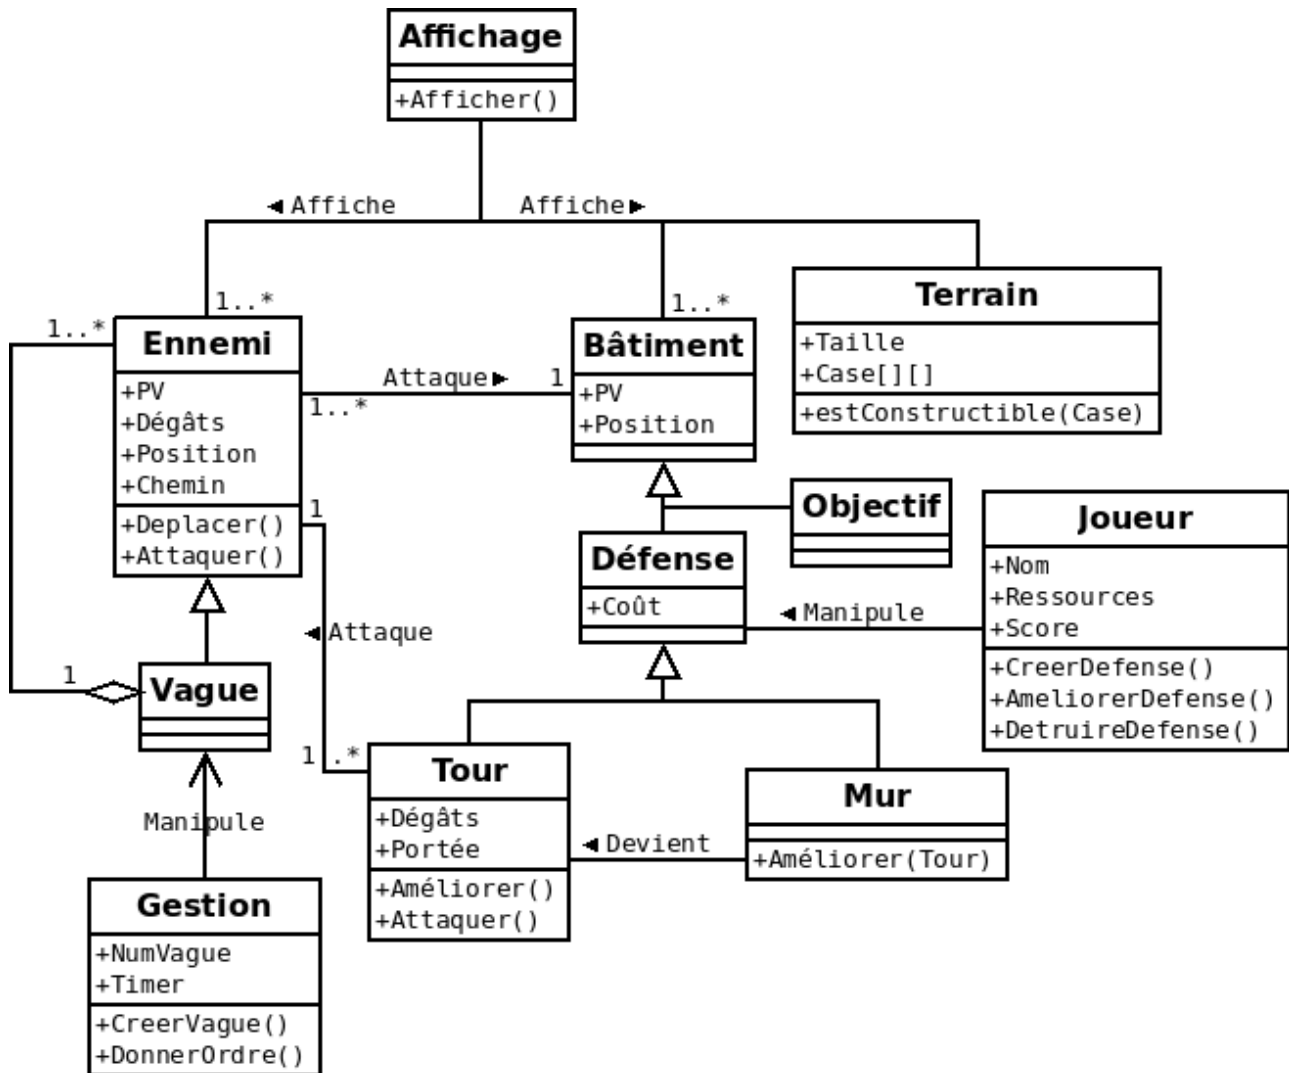 Affichage
+Afficher()
◄Affiche
Affiche►
1..*
1..*
Terrain
+Taille
+Case[][]
+estConstructible(Case)
1..*
Ennemi
+PV
+Dégâts
+Position
+Chemin
+Deplacer()
+Attaquer()
Attaque►
1
1..*
Bâtiment
+PV
+Position
Objectif
Joueur
+Nom
+Ressources
+Score
+CreerDefense()
+AmeliorerDefense()
+DetruireDefense()
1
Défense
+Coût
◄Manipule
◄Attaque
1
Vague
1..*
Tour
+Dégâts
+Portée
+Améliorer()
+Attaquer()
Mur
+Améliorer(Tour)
◄Devient
Manipule
Gestion
+NumVague
+Timer
+CreerVague()
+DonnerOrdre()